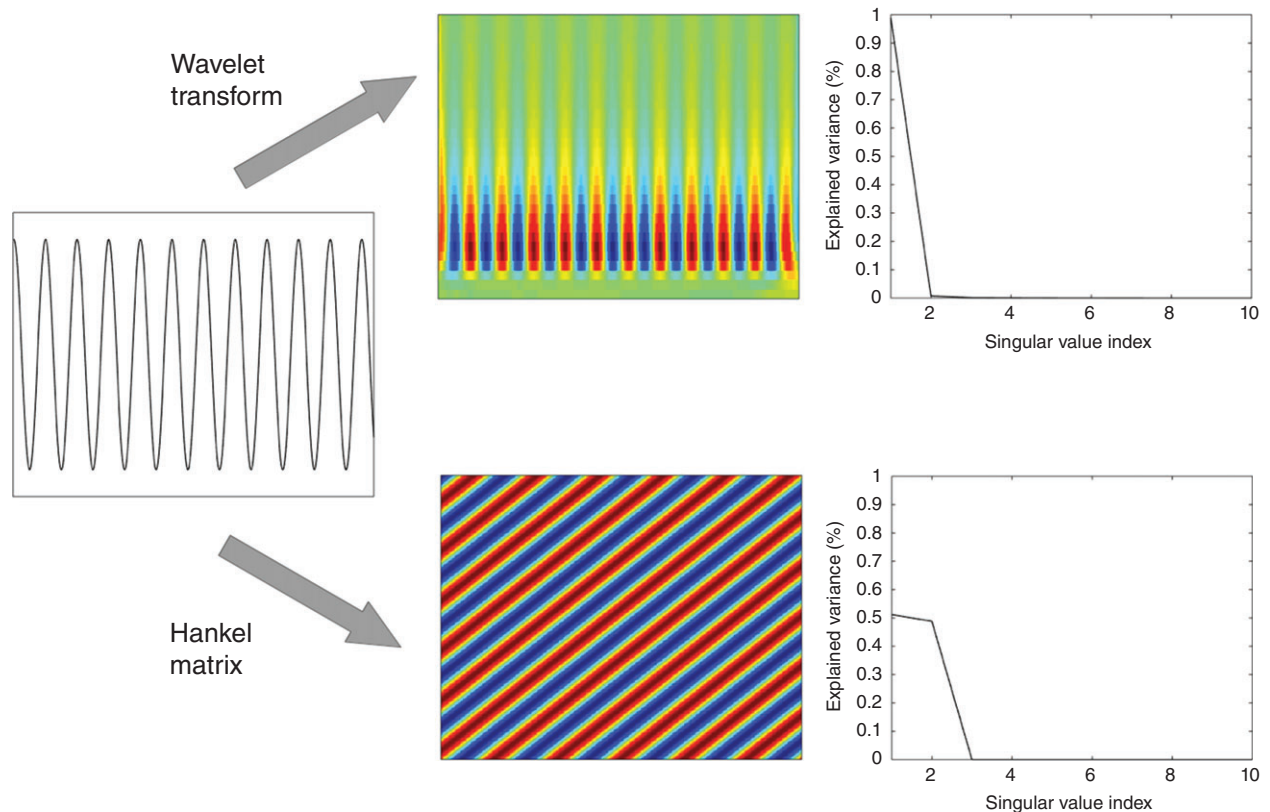 Wavelet
transform
Explained variance (%)
1
0.9
0.8
0.7
0.6
0.5
0.4
0.3
0.2
0.1
0
2 4 6 8 10
Singular value index
Hankel
matrix
Explained variance (%)
1
0.9
0.8
0.7
0.6
0.5
0.4
0.3
0.2
0.1
0
2 4 6 8 10
Singular value index